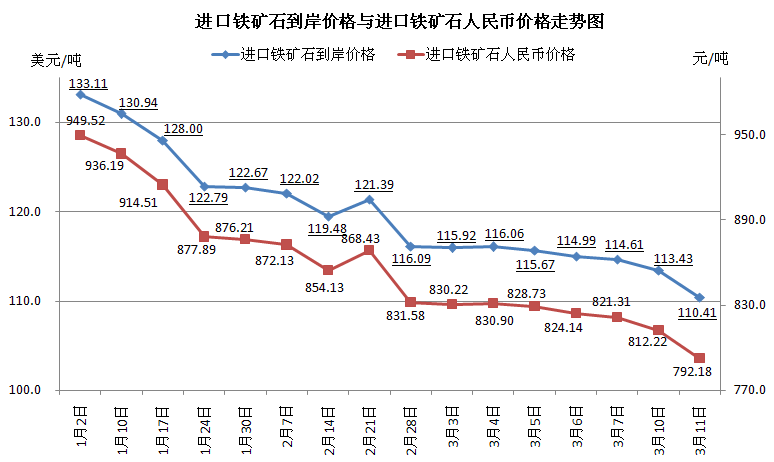 进口铁矿石到岸价格与进口铁矿石人民币价格走势图
进口铁矿石到岸价格 进口铁矿石人民币价格
美元/吨 元/吨
133.11
130.94
128.00
122.79
122.67
122.02
119.48
121.39
116.09
115.92
116.06
115.67
114.99
114.61
113.43
110.41
949.52
936.19
914.51
877.89
876.21
872.13
854.13
868.43
831.58
830.22
830.90
828.73
824.14
821.31
812.22
792.18
130.0
120.0
110.0
100.0
950.0
890.0
830.0
770.0
1月2日
1月10日
1月17日
1月24日
1月30日
2月7日
2月14日
2月21日
2月28日
3月3日
3月4日
3月5日
3月6日
3月7日
3月10日
3月11日